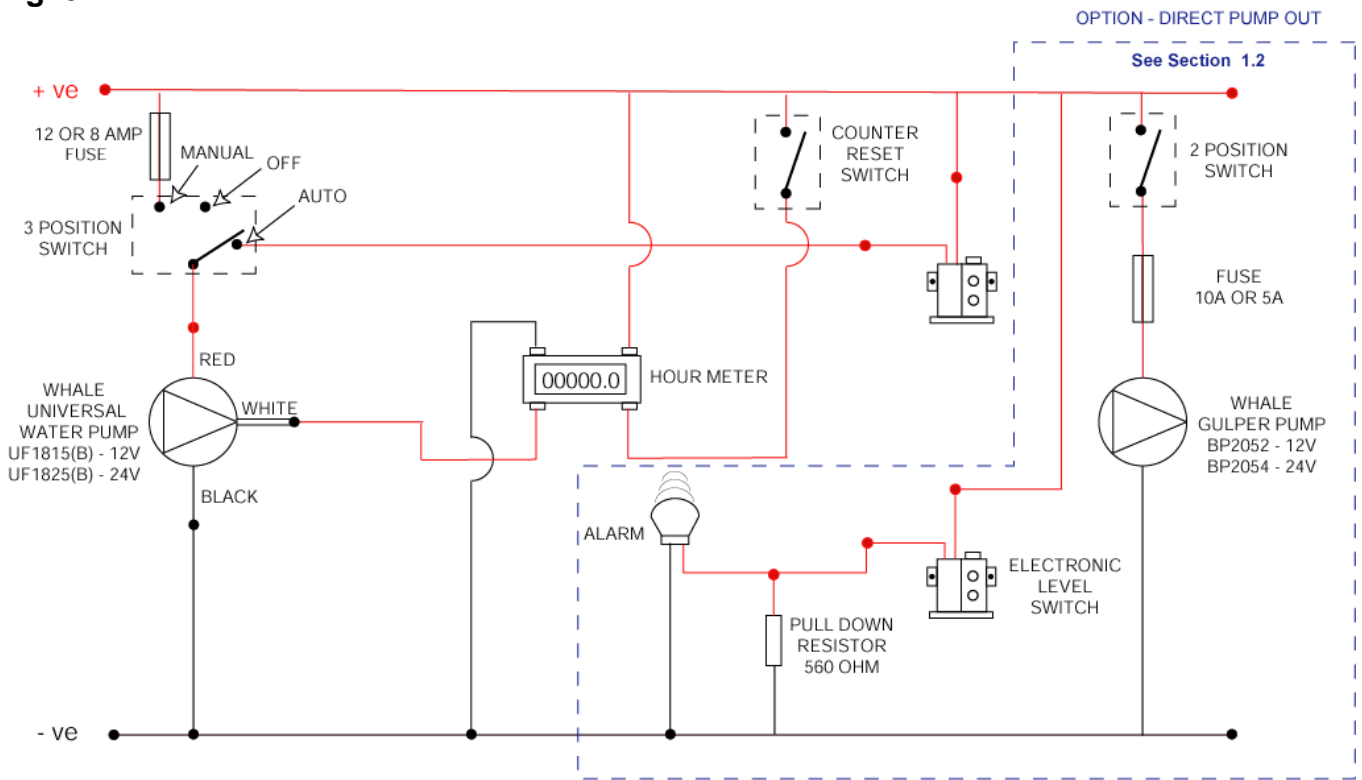 OPTION - DIRECT PUMP OUT
See Section 1.2
+ ve
12 OR 8 AMP
FUSE
MANUAL
OFF
AUTO
3 POSITION
SWITCH
COUNTER
RESET
SWITCH
2 POSITION
SWITCH
FUSE
10A OR 5A
RED
HOUR METER
00000.0
WHALE
UNIVERSAL
WATER PUMP
UF1815(B) - 12V
UF1825(B) - 24V
WHITE
BLACK
WHALE
GULPER PUMP
BP2052 - 12V
BP2054 - 24V
ALARM
ELECTRONIC
LEVEL
SWITCH
PULL DOWN
RESISTOR
560 OHM
- ve